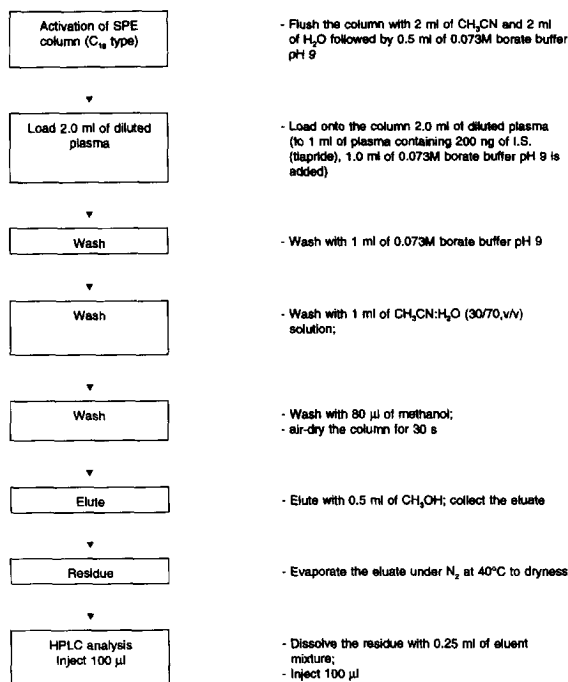 Activation of SPE
column (C₁₈ type)
- Flush the column with 2 ml of CH₃CN and 2 ml
of H₂O followed by 0.5 ml of 0.073M borate buffer
pH 9
Load 2.0 ml of diluted
plasma
- Load onto the column 2.0 ml of diluted plasma
(to 1 ml of plasma containing 200 ng of I.S.
(tiapride), 1.0 ml of 0.073M borate buffer pH 9 is
added)
Wash
- Wash with 1 ml of 0.073M borate buffer pH 9
Wash
- Wash with 1 ml of CH₃CN:H₂O (30/70,v/v)
solution;
Wash
- Wash with 80 µl of methanol;
- air-dry the column for 30 s
Elute
- Elute with 0.5 ml of CH₃OH; collect the eluate
Residue
- Evaporate the eluate under N₂ at 40°C to dryness
HPLC analysis
Inject 100 µl
- Dissolve the residue with 0.25 ml of eluent
mixture;
- Inject 100 µl